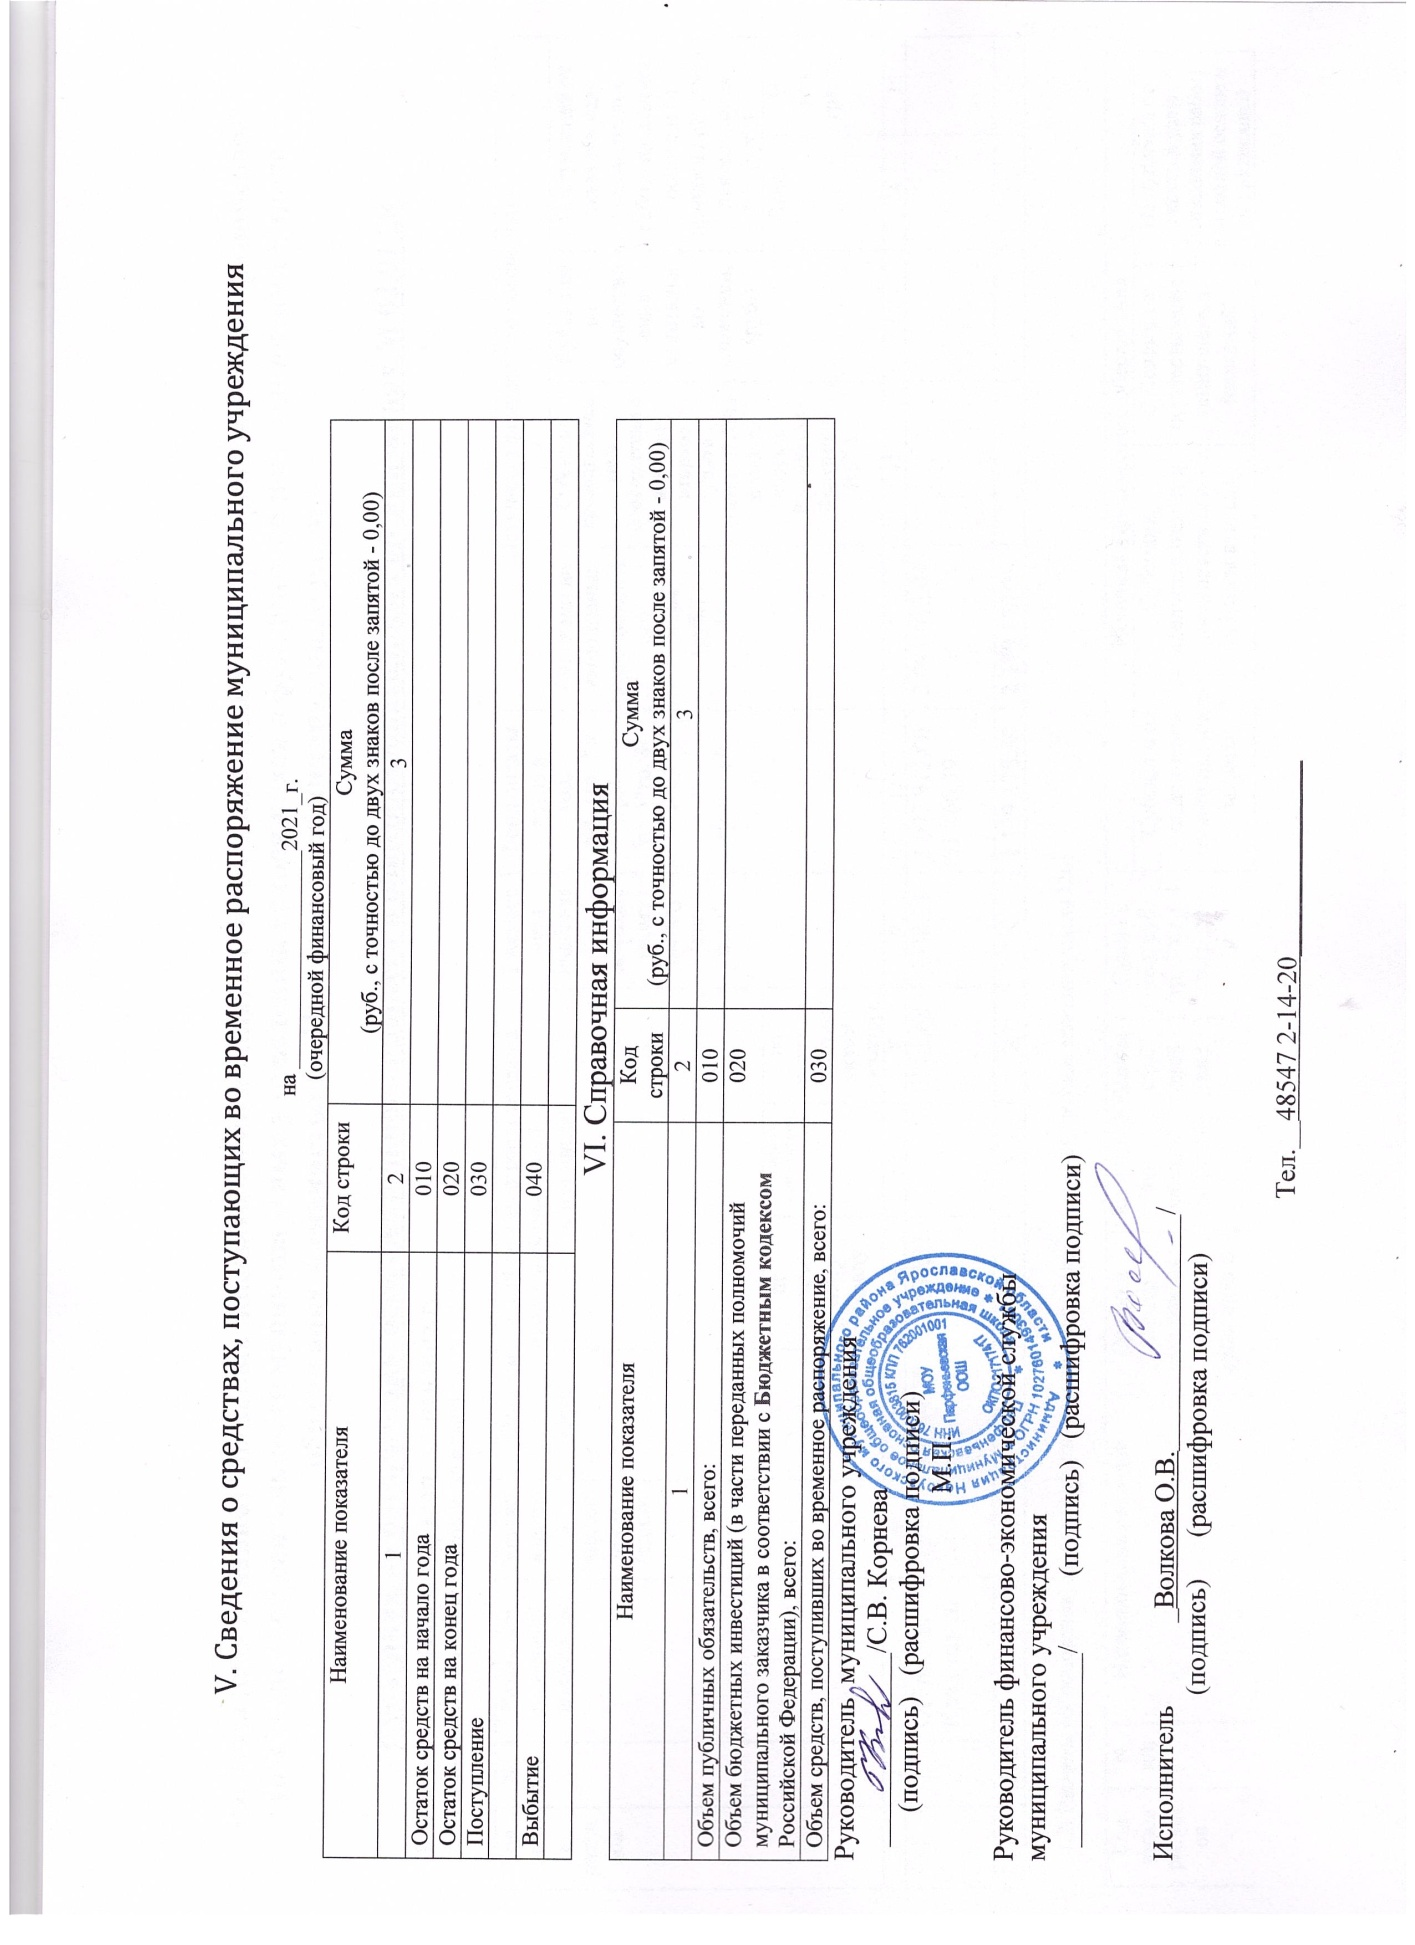 V. Сведения о средствах, поступающих во временное распоряжение муниципального учреждения
на ____________2021_г.
(очередной финансовый год)
Наименование показателя Код строки Сумма
(руб., с точностью до двух знаков после запятой - 0,00)
1 2 3
Остаток средств на начало года 010
Остаток средств на конец года 020
Поступление 030
Выбытие 040
VI. Справочная информация
Наименование показателя Код строки Сумма
(руб., с точностью до двух знаков после запятой - 0,00)
1 2 3
Объем публичных обязательств, всего: 010
Объем бюджетных инвестиций (в части переданных полномочий 020
муниципального заказчика в соответствии с Бюджетным кодексом
Российской Федерации), всего:
Объем средств, поступивших во временное распоряжение, всего: 030
Руководитель муниципального учреждения
/С.В. Корнева
(подпись) (расшифровка подписи)
М.П.
МОУ
Парфеньевская
ООШ
Руководитель финансово-экономической службы
муниципального учреждения
/
(подпись) (расшифровка подписи)
Исполнитель _Волкова О.В. /
(подпись) (расшифровка подписи)
Тел.__48547 2-14-20